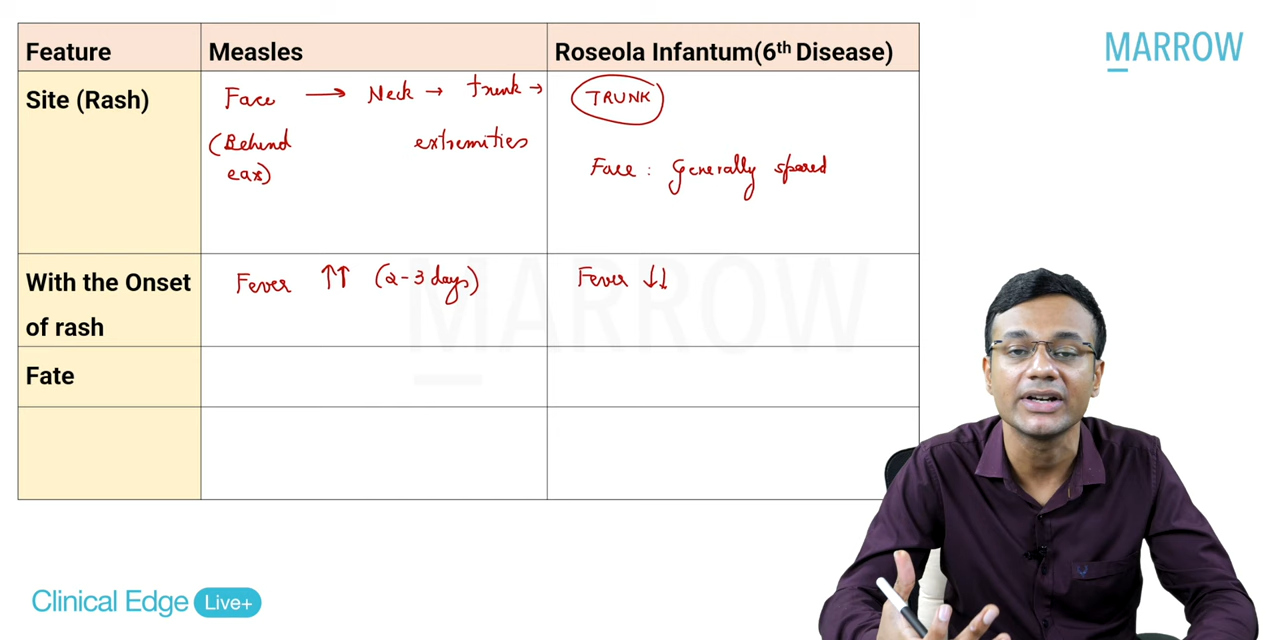 MARROW
Feature Measles Roseola Infantum(6th Disease)
Site (Rash) Face → Neck → trunk → TRUNK
(Behind extremities
ear)
Face : Generally spared
With the Onset Fever ↑↑ (2-3 days) Fever ↓↓
of rash
MARROW
Fate
Clinical Edge Live+